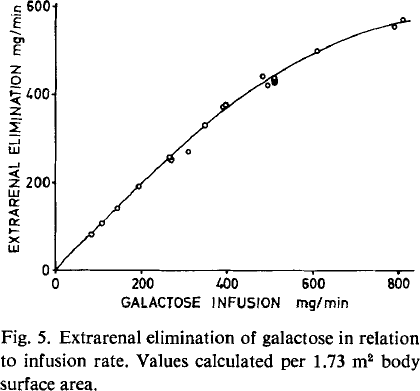 600
400
200
0
EXTRARENAL ELIMINATION mg/min
0 200 400 600 800
GALACTOSE INFUSION mg/min
Fig. 5. Extrarenal elimination of galactose in relation
to infusion rate. Values calculated per 1.73 m² body
surface area.